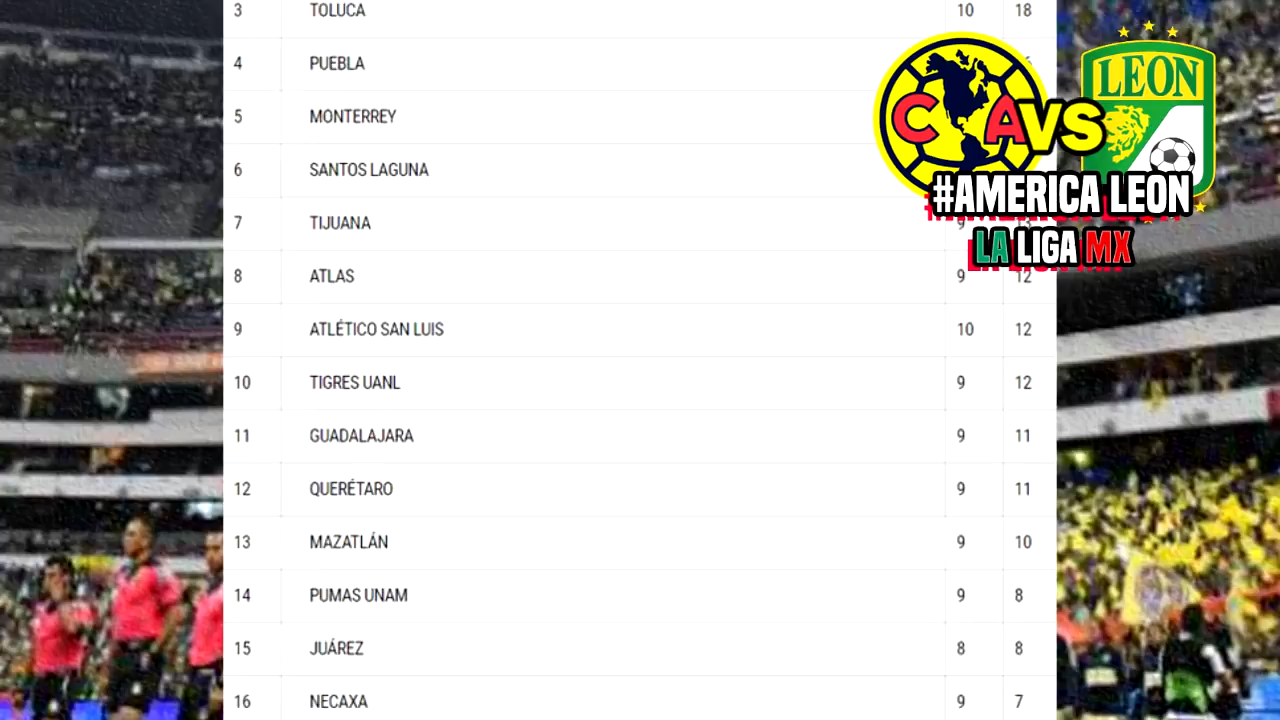 3 TOLUCA 10 18
4 PUEBLA
5 MONTERREY
6 SANTOS LAGUNA
7 TIJUANA 9
8 ATLAS 9 12
9 ATLÉTICO SAN LUIS 10 12
10 TIGRES UANL 9 12
11 GUADALAJARA 9 11
12 QUERÉTARO 9 11
13 MAZATLÁN 9 10
14 PUMAS UNAM 9 8
15 JUÁREZ 8 8
16 NECAXA 9 7
C A VS LEON
#AMERICA LEON
LA LIGA MX